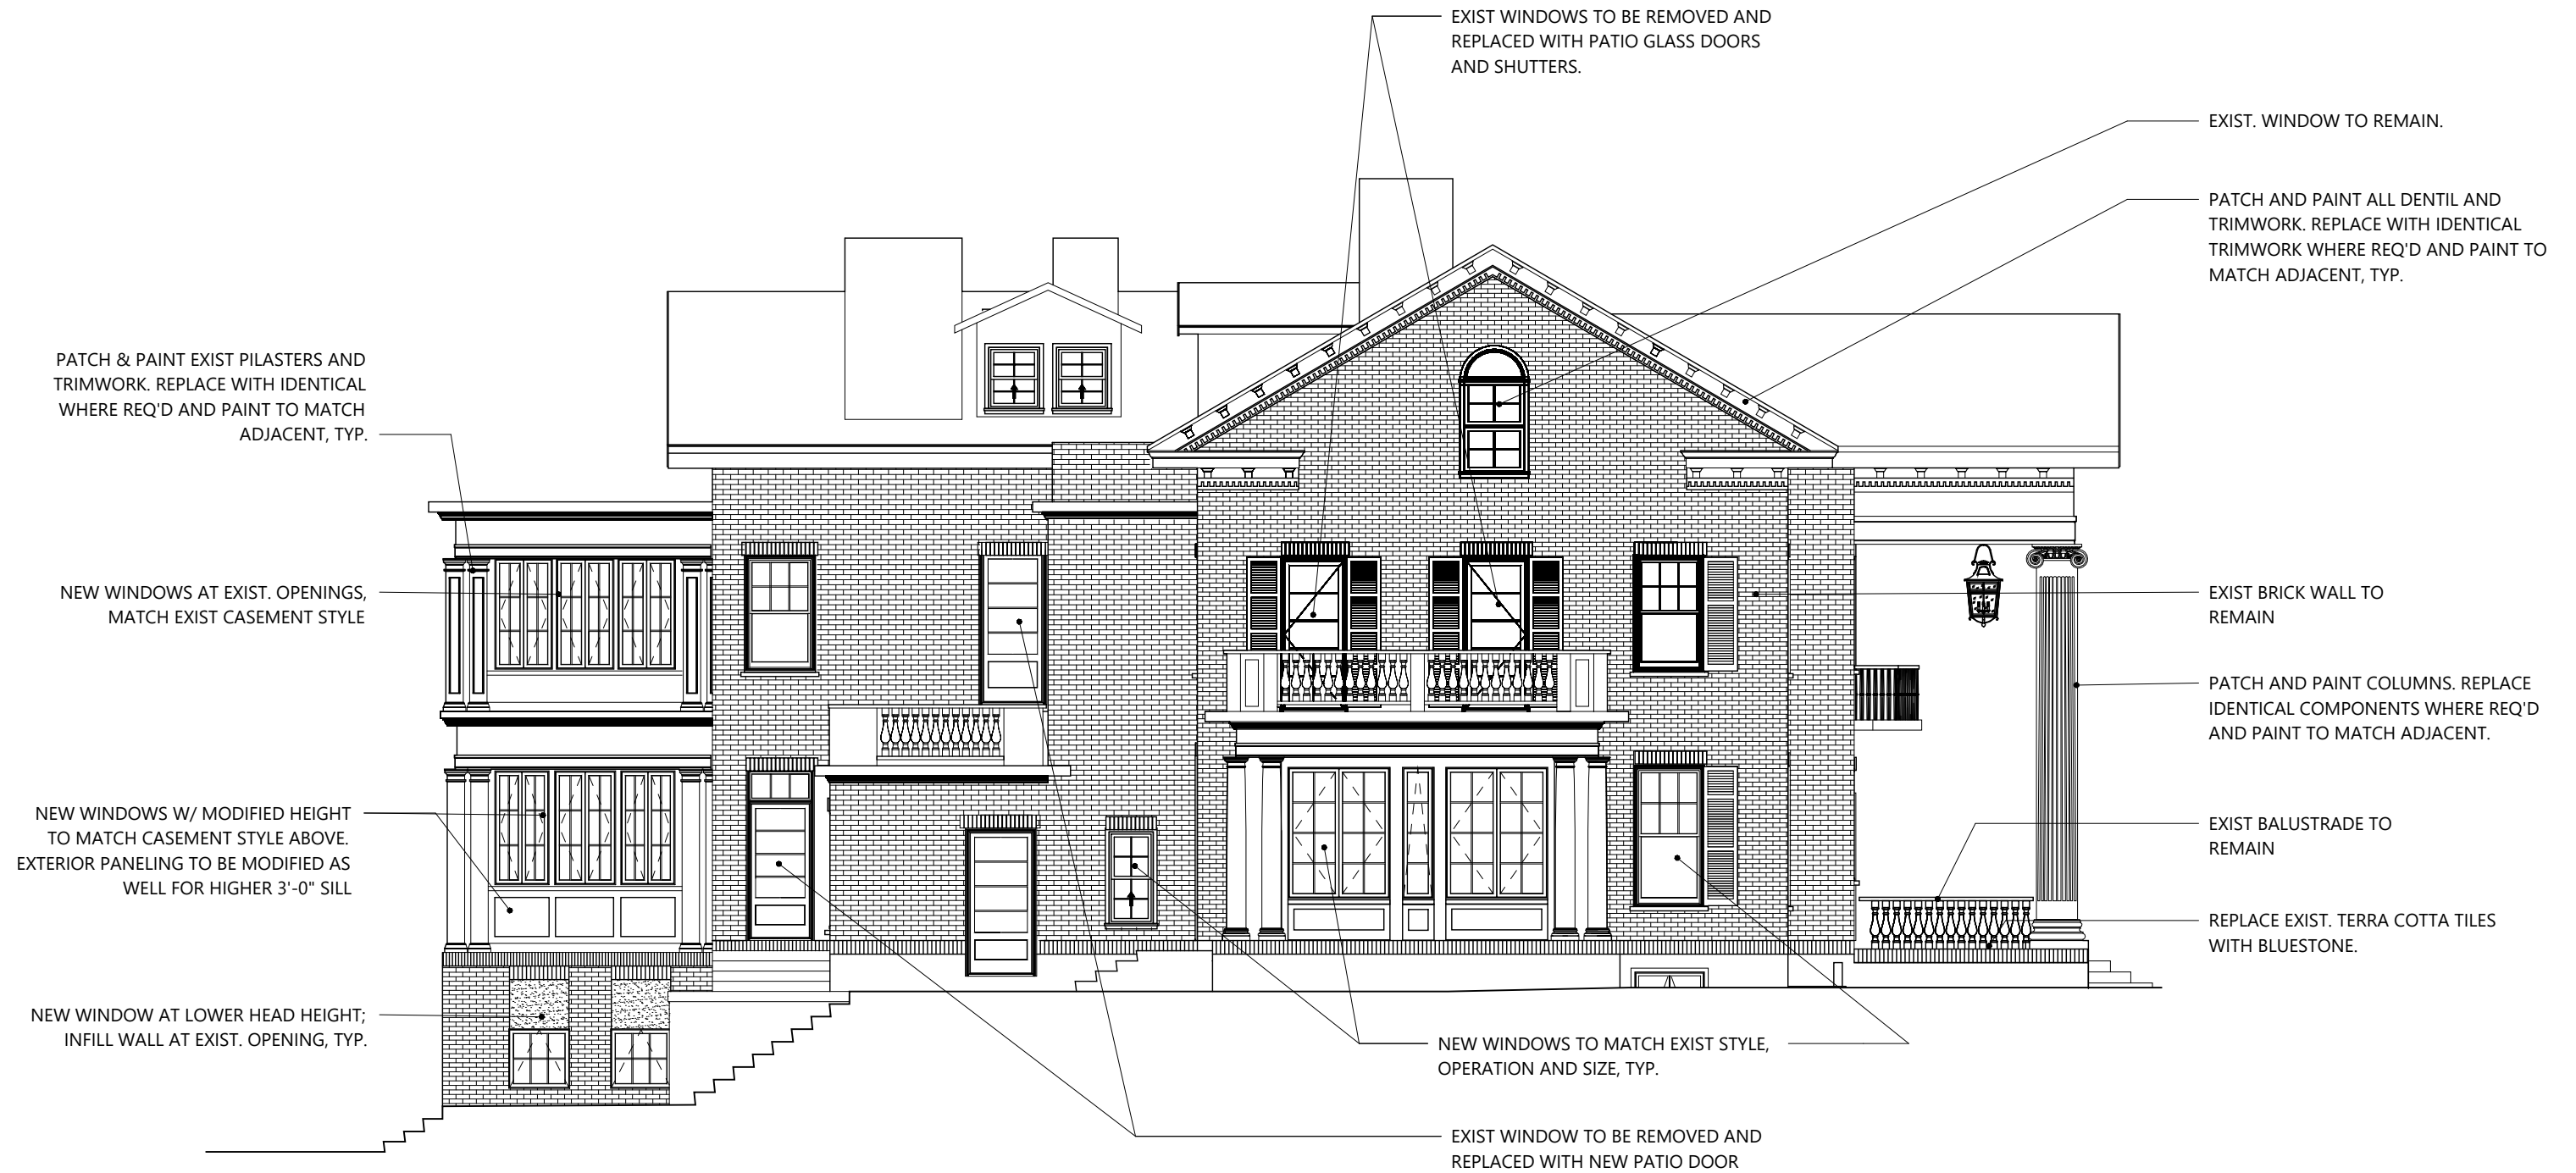 EXIST WINDOWS TO BE REMOVED AND
REPLACED WITH PATIO GLASS DOORS
AND SHUTTERS.
EXIST. WINDOW TO REMAIN.
PATCH AND PAINT ALL DENTIL AND
TRIMWORK. REPLACE WITH IDENTICAL
TRIMWORK WHERE REQ'D AND PAINT TO
MATCH ADJACENT, TYP.
PATCH & PAINT EXIST PILASTERS AND
TRIMWORK. REPLACE WITH IDENTICAL
WHERE REQ'D AND PAINT TO MATCH
ADJACENT, TYP.
NEW WINDOWS AT EXIST. OPENINGS,
MATCH EXIST CASEMENT STYLE
EXIST BRICK WALL TO
REMAIN
PATCH AND PAINT COLUMNS. REPLACE
IDENTICAL COMPONENTS WHERE REQ'D
AND PAINT TO MATCH ADJACENT.
NEW WINDOWS W/ MODIFIED HEIGHT
TO MATCH CASEMENT STYLE ABOVE.
EXTERIOR PANELING TO BE MODIFIED AS
WELL FOR HIGHER 3'-0" SILL
EXIST BALUSTRADE TO
REMAIN
REPLACE EXIST. TERRA COTTA TILES
WITH BLUESTONE.
NEW WINDOW AT LOWER HEAD HEIGHT;
INFILL WALL AT EXIST. OPENING, TYP.
NEW WINDOWS TO MATCH EXIST STYLE,
OPERATION AND SIZE, TYP.
EXIST WINDOW TO BE REMOVED AND
REPLACED WITH NEW PATIO DOOR